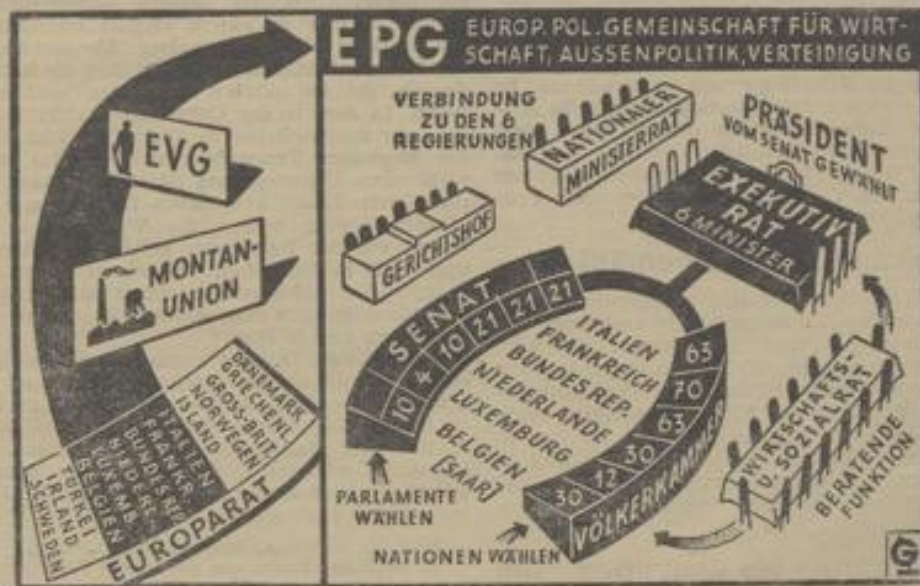 EPG
EUROP. POL. GEMEINSCHAFT FÜR WIRT-
SCHAFT, AUSSENPOLITIK, VERTEIDIGUNG
EVG
MONTAN-
UNION
DÄNEMARK
GRIECHENL.
GROSS-BRIT.
NORWEGEN
ISLAND
ITALIEN
FRANKR.
BUNDESREP.
NIEDERL.
LUXEMB.
BELGIEN
TÜRKEI
IRLAND
SCHWEDEN
EUROPARAT
VERBINDUNG
ZU DEN 6
REGIERUNGEN
NATIONALER
MINISTERRAT
PRÄSIDENT
VOM SENAT GEWÄHLT
EXEKUTIV-
RAT
6 MINISTER
GERICHTSHOF
SENAT
10 4 10 21 21 21
ITALIEN
FRANKREICH
BUNDES REP.
NIEDERLANDE
LUXEMBURG
BELGIEN
[SAAR]
63
70
63
30
12
30
VÖLKERKAMMER
PARLAMENTE
WÄHLEN
NATIONEN WÄHLEN
WIRTSCHAFTS-
U. SOZIALRAT
BERATENDE
FUNKTION
G